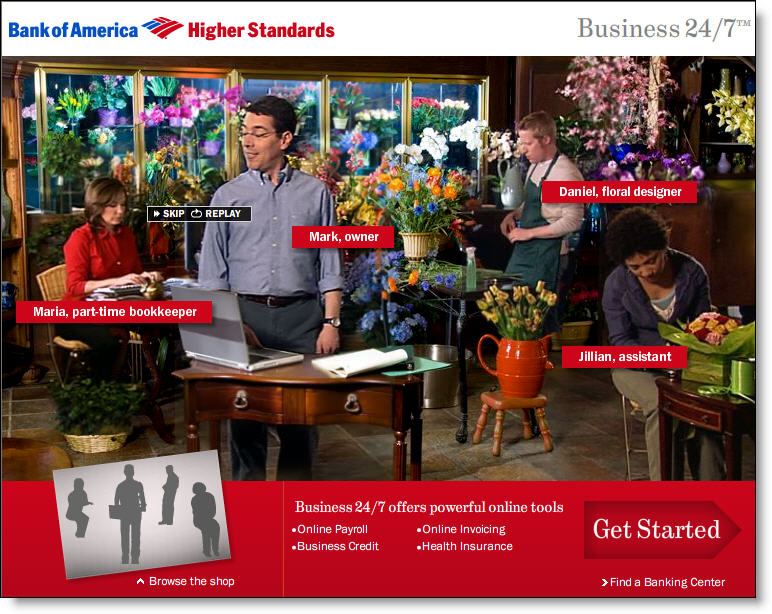 Bank of America Higher Standards
Business 24/7™
Daniel, floral designer
SKIP REPLAY
Mark, owner
Maria, part-time bookkeeper
Jillian, assistant
Business 24/7 offers powerful online tools
•Online Payroll •Online Invoicing
•Business Credit •Health Insurance
Get Started
Browse the shop
Find a Banking Center